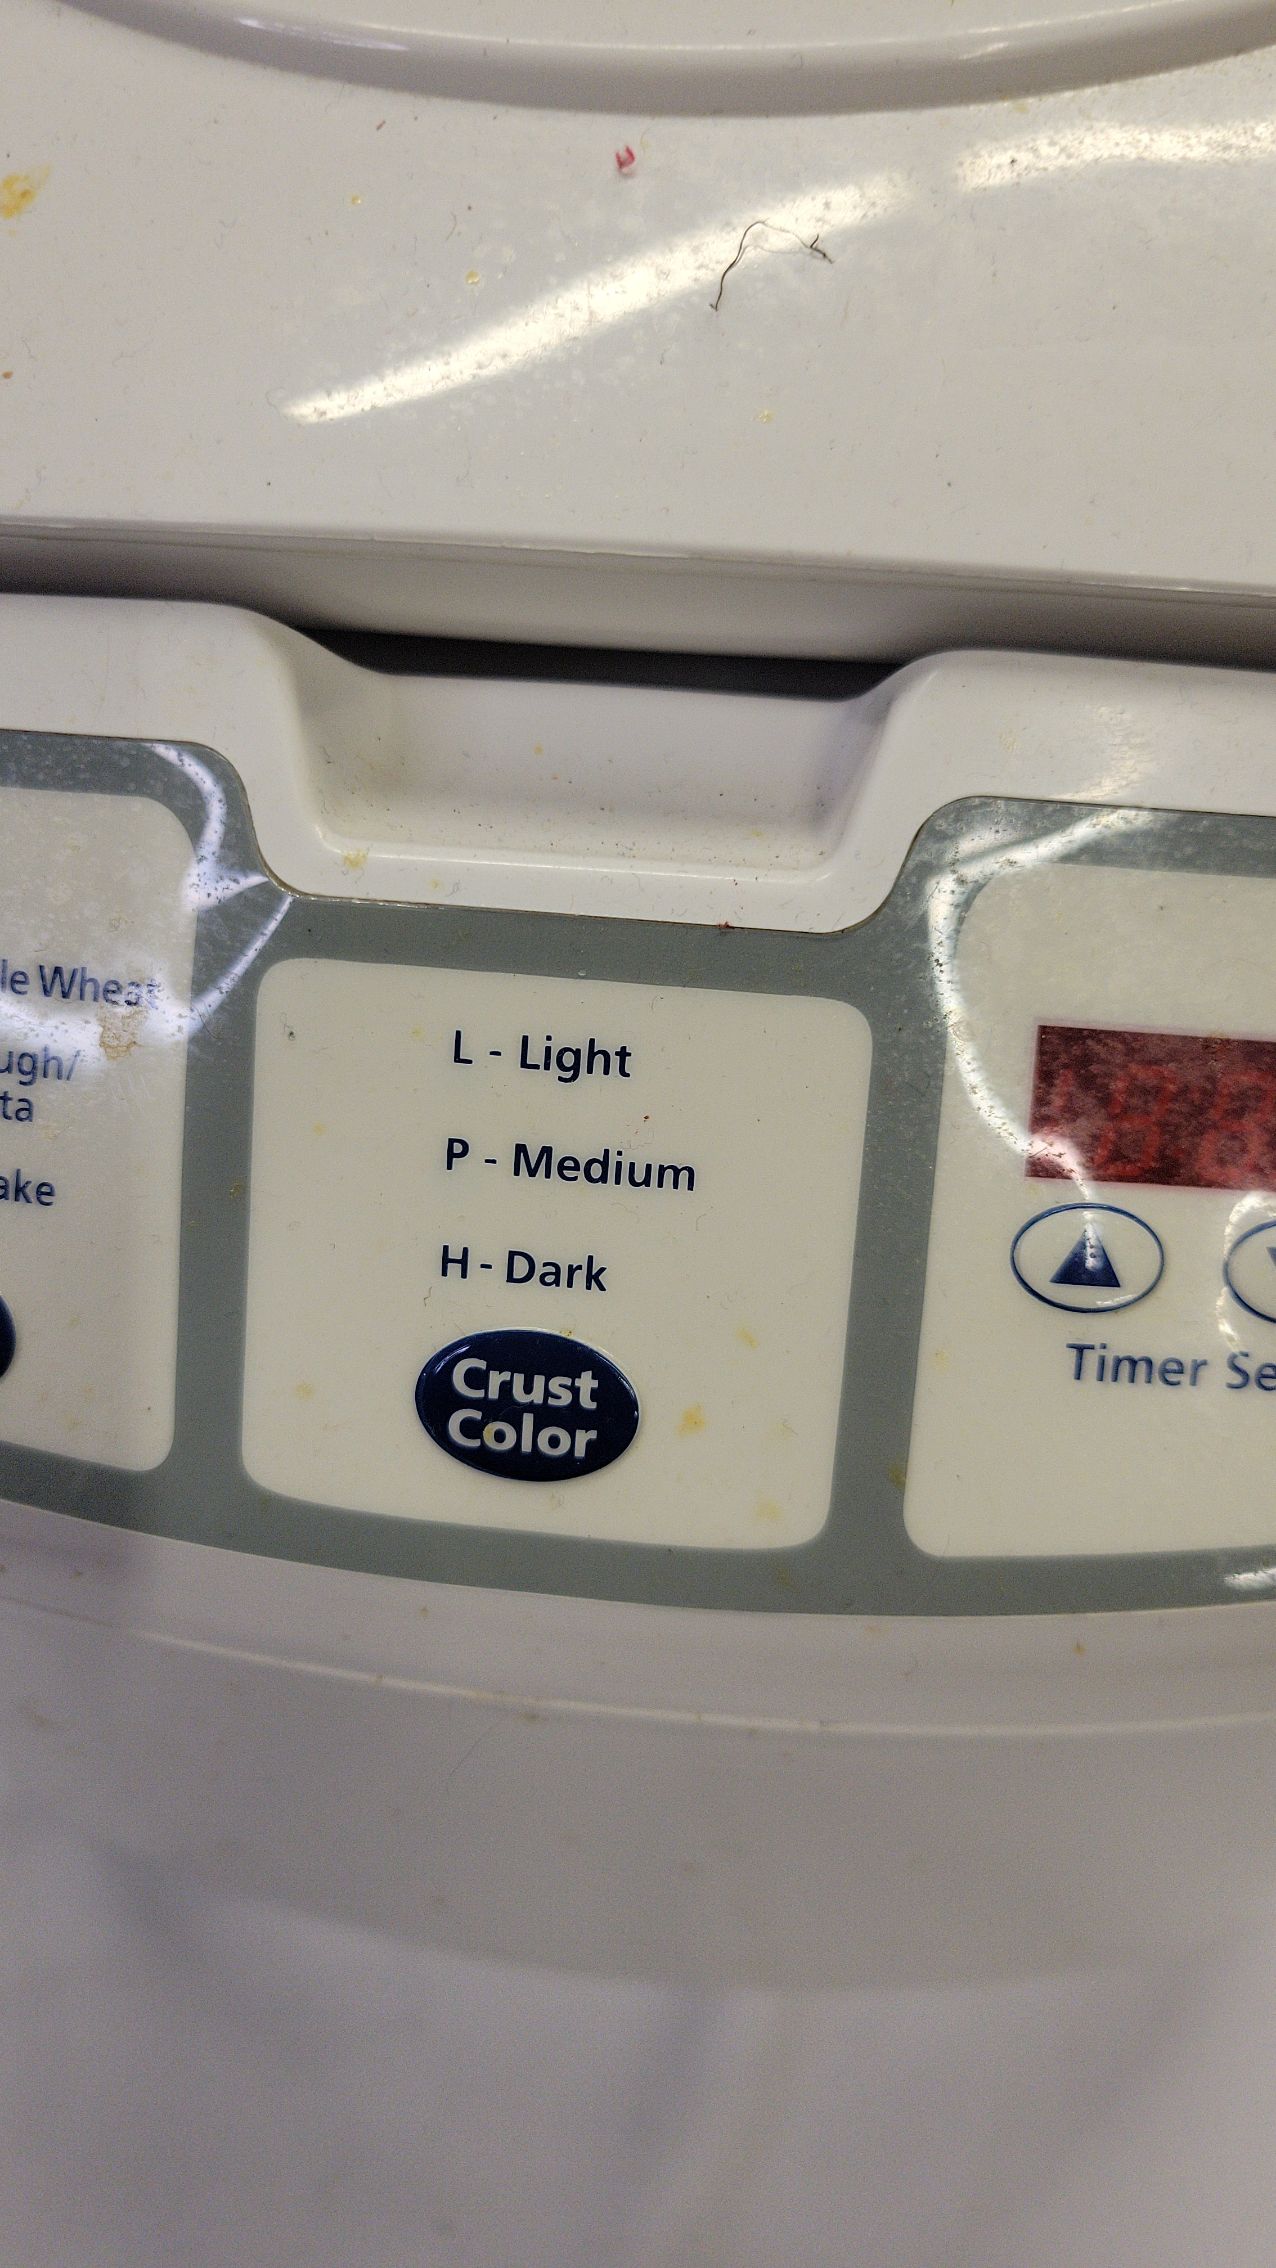 le Wheat
ugh/
ta
ake
L - Light
P - Medium
H - Dark
Crust
Color
Timer Se